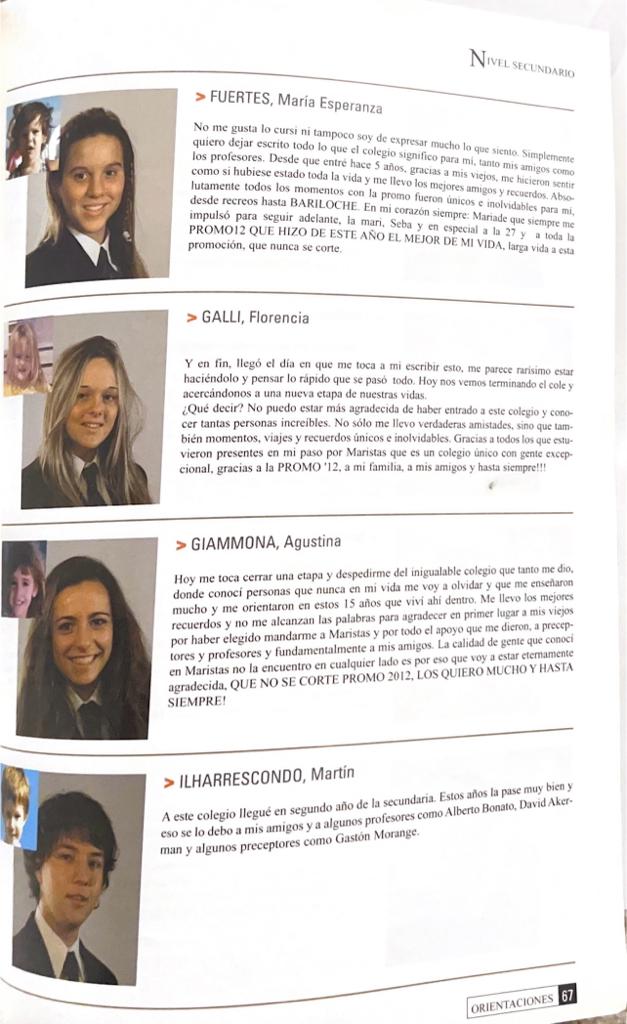 NIVEL SECUNDARIO
> FUERTES, María Esperanza
No me gusta lo cursi ni tampoco soy de expresar mucho lo que siento. Simplemente
quiero dejar escrito todo lo que el colegio significo para mi, tanto mis amigos como
los profesores. Desde que entré hace 5 años, gracias a mis viejos, me hicieron sentir
como si hubiese estado toda la vida y me llevo los mejores amigos y recuerdos. Abso-
lutamente todos los momentos con la promo fueron únicos e inolvidables para mi,
desde recreos hasta BARILOCHE. En mi corazón siempre: Mariade que siempre me
impulsó para seguir adelante, la mari, Seba y en especial a la 27 y a toda la
PROMO12 QUE HIZO DE ESTE AÑO EL MEJOR DE MI VIDA, larga vida a esta
promoción, que nunca se corte.
> GALLI, Florencia
Y en fin, llegó el día en que me toca a mi escribir esto, me parece rarísimo estar
haciéndolo y pensar lo rápido que se pasó todo. Hoy nos vemos terminando el cole y
acercándonos a una nueva etapa de nuestras vidas.
¿Qué decir? No puedo estar más agradecida de haber entrado a este colegio y cono-
cer tantas personas increíbles. No sólo me llevo verdaderas amistades, sino que tam-
bién momentos, viajes y recuerdos únicos e inolvidables. Gracias a todos los que estu-
vieron presentes en mi paso por Maristas que es un colegio único con gente excep-
cional, gracias a la PROMO '12, a mi familia, a mis amigos y hasta siempre!!!
> GIAMMONA, Agustina
Hoy me toca cerrar una etapa y despedirme del inigualable colegio que tanto me dio,
donde conocí personas que nunca en mi vida me voy a olvidar y que me enseñaron
mucho y me orientaron en estos 15 años que viví ahí dentro. Me llevo los mejores
recuerdos y no me alcanzan las palabras para agradecer en primer lugar a mis viejos
por haber elegido mandarme a Maristas y por todo el apoyo que me dieron, a precep-
tores y profesores y fundamentalmente a mis amigos. La calidad de gente que conocí
en Maristas no la encuentro en cualquier lado es por eso que voy a estar eternamente
agradecida, QUE NO SE CORTE PROMO 2012, LOS QUIERO MUCHO Y HASTA
SIEMPRE!
> ILHARRESCONDO, Martín
A este colegio llegué en segundo año de la secundaria. Estos años la pase muy bien y
eso se lo debo a mis amigos y a algunos profesores como Alberto Bonato, David Aker-
man y algunos preceptores como Gastón Morange.
ORIENTACIONES 67